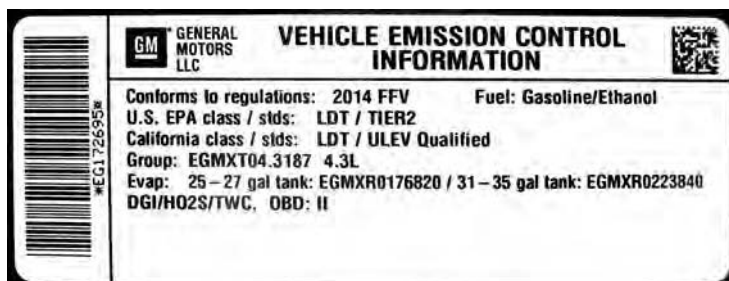 *EG172695*
GM
GENERAL
MOTORS
LLC
VEHICLE EMISSION CONTROL
INFORMATION
Conforms to regulations: 2014 FFV Fuel: Gasoline/Ethanol
U.S. EPA class / stds: LDT / TIER2
California class / stds: LDT / ULEV Qualified
Group: EGMXT04.3187 4.3L
Evap: 25–27 gal tank: EGMXR0176820 / 31–35 gal tank: EGMXR0223840
DGI/HO2S/TWC, OBD: II